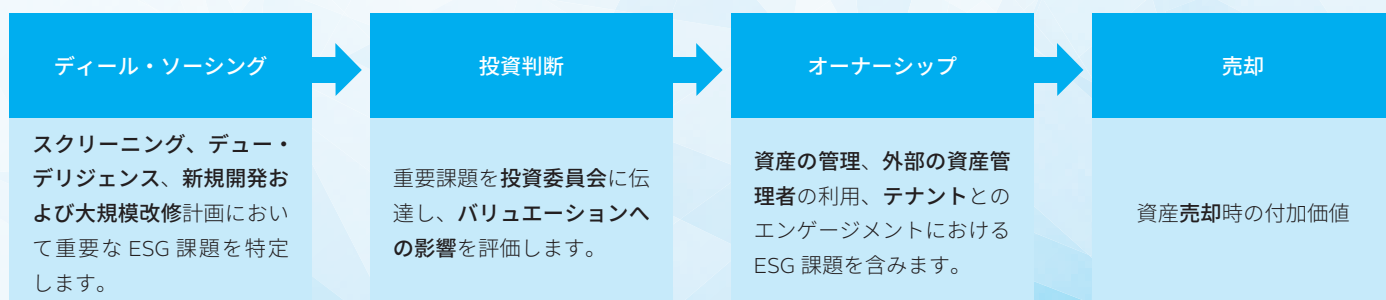 ディール・ソーシング
スクリーニング、デュー・
デリジェンス、新規開発お
よび大規模改修計画におい
て重要な ESG 課題を特定
します。
投資判断
重要課題を投資委員会に伝
達し、バリュエーションへ
の影響を評価します。
オーナーシップ
資産の管理、外部の資産管
理者の利用、テナントとの
エンゲージメントにおける
ESG 課題を含みます。
売却
資産売却時の付加価値